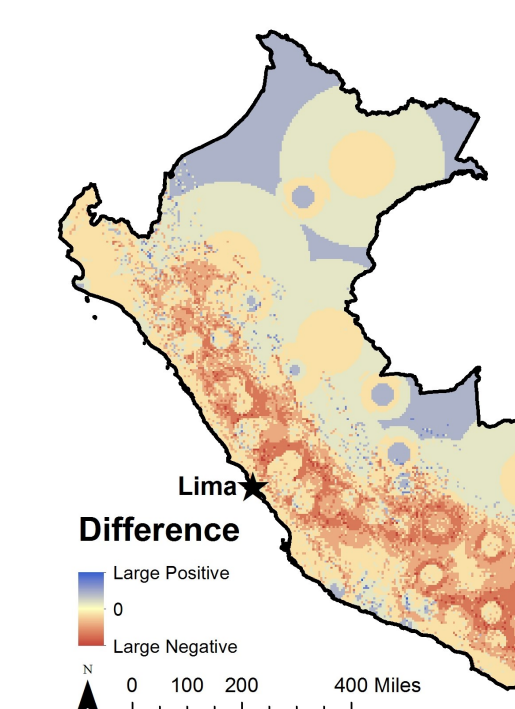 Lima
Difference
Large Positive
0
Large Negative
N
0 100 200 400 Miles